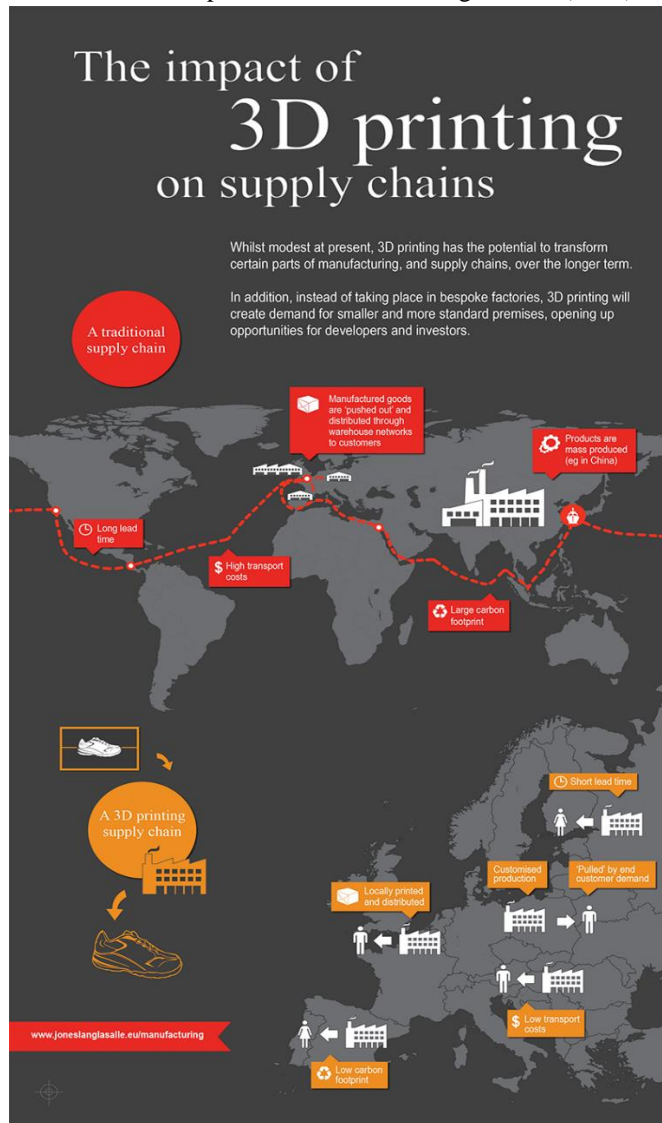 The impact of
3D printing
on supply chains
Whilst modest at present, 3D printing has the potential to transform
certain parts of manufacturing, and supply chains, over the longer term.
In addition, instead of taking place in bespoke factories, 3D printing will
create demand for smaller and more standard premises, opening up
opportunities for developers and investors.
A traditional
supply chain
Manufactured goods
are 'pushed out' and
distributed through
warehouse networks
to customers
Products are
mass produced
(eg in China)
Long lead
time
$ High transport
costs
Large carbon
footprint
A 3D printing
supply chain
Short lead time
Customised
production
'Pulled' by end
customer demand
Locally printed
and distributed
$ Low transport
costs
Low carbon
footprint
www.joneslanglasalle.eu/manufacturing